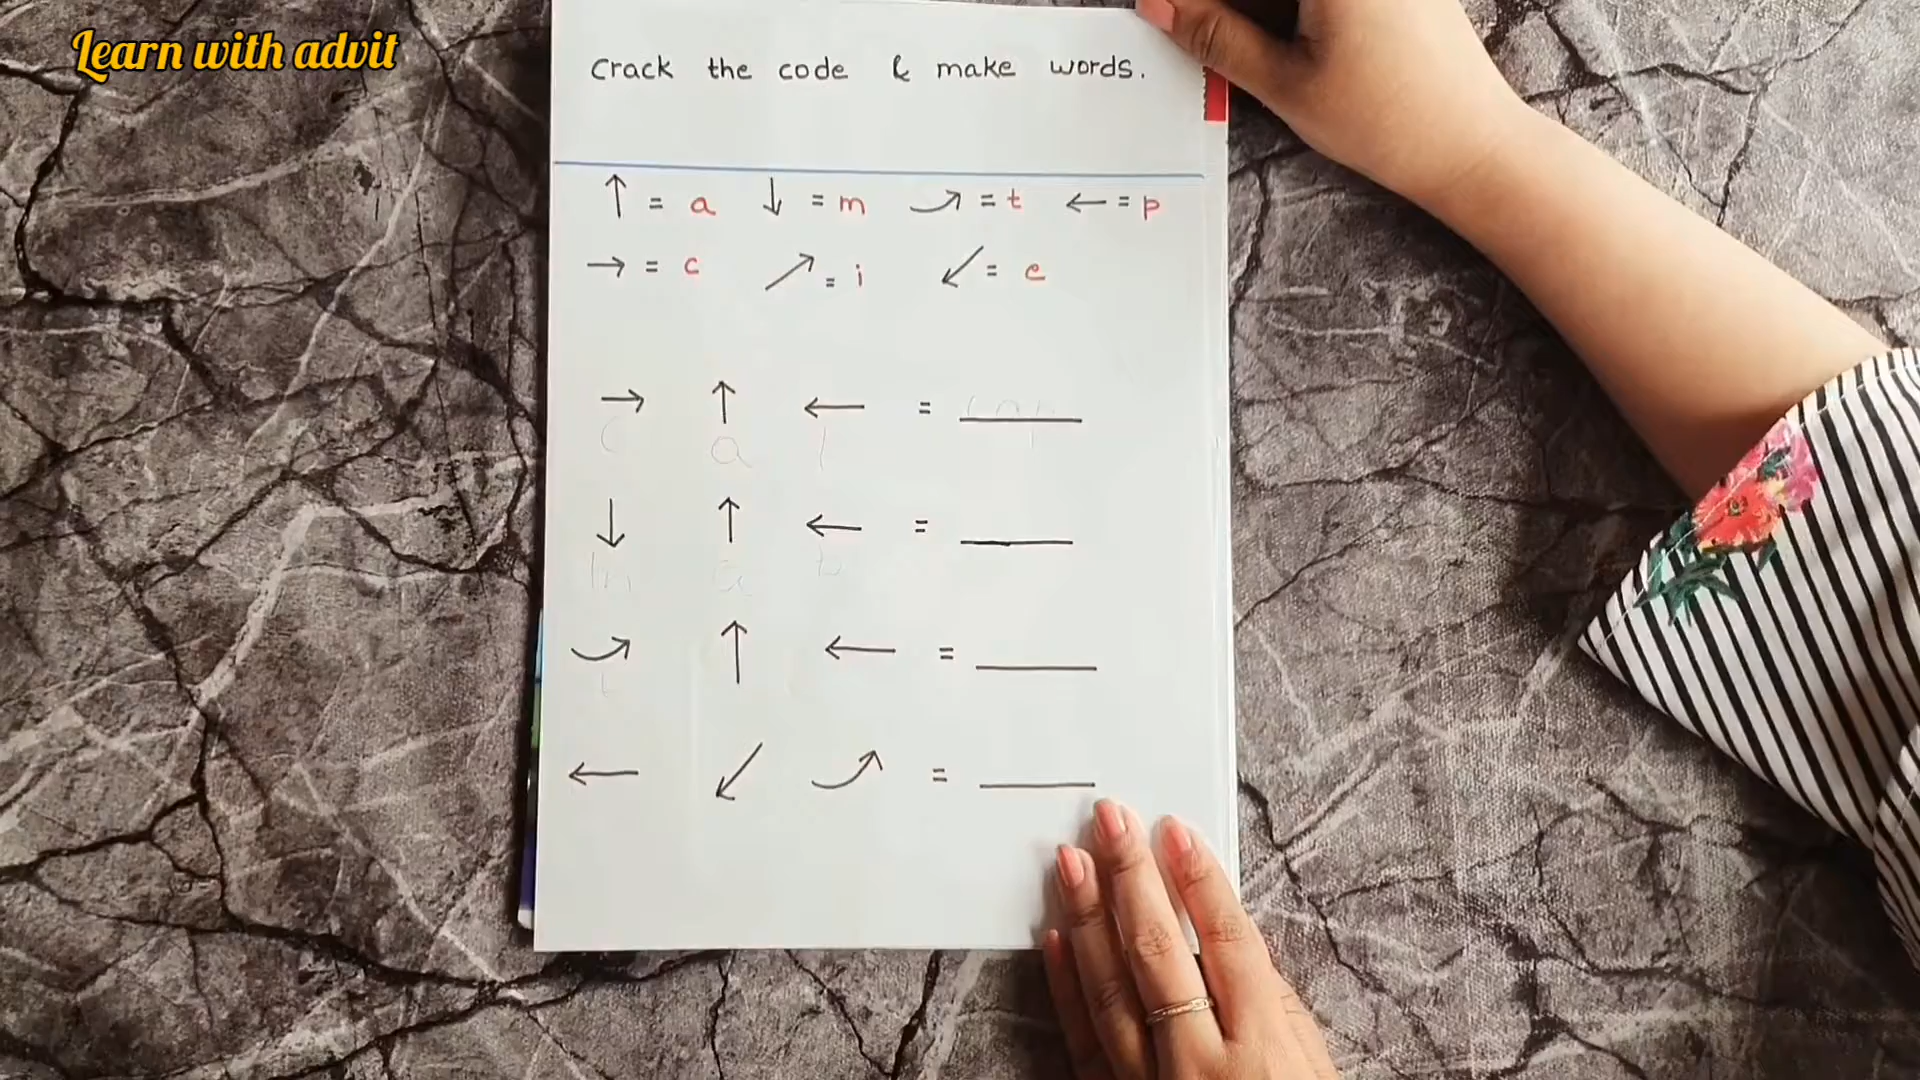 Learn with advit
Crack the code & make words.
↑ = a ↓ = m ⤴ = t ← = p
→ = c ↗ = i ↙ = e
→ ↑ ← =
c a
↓ ↑ ← =
m a
⤴ ↑ ← =
← ↙ ⤴ =